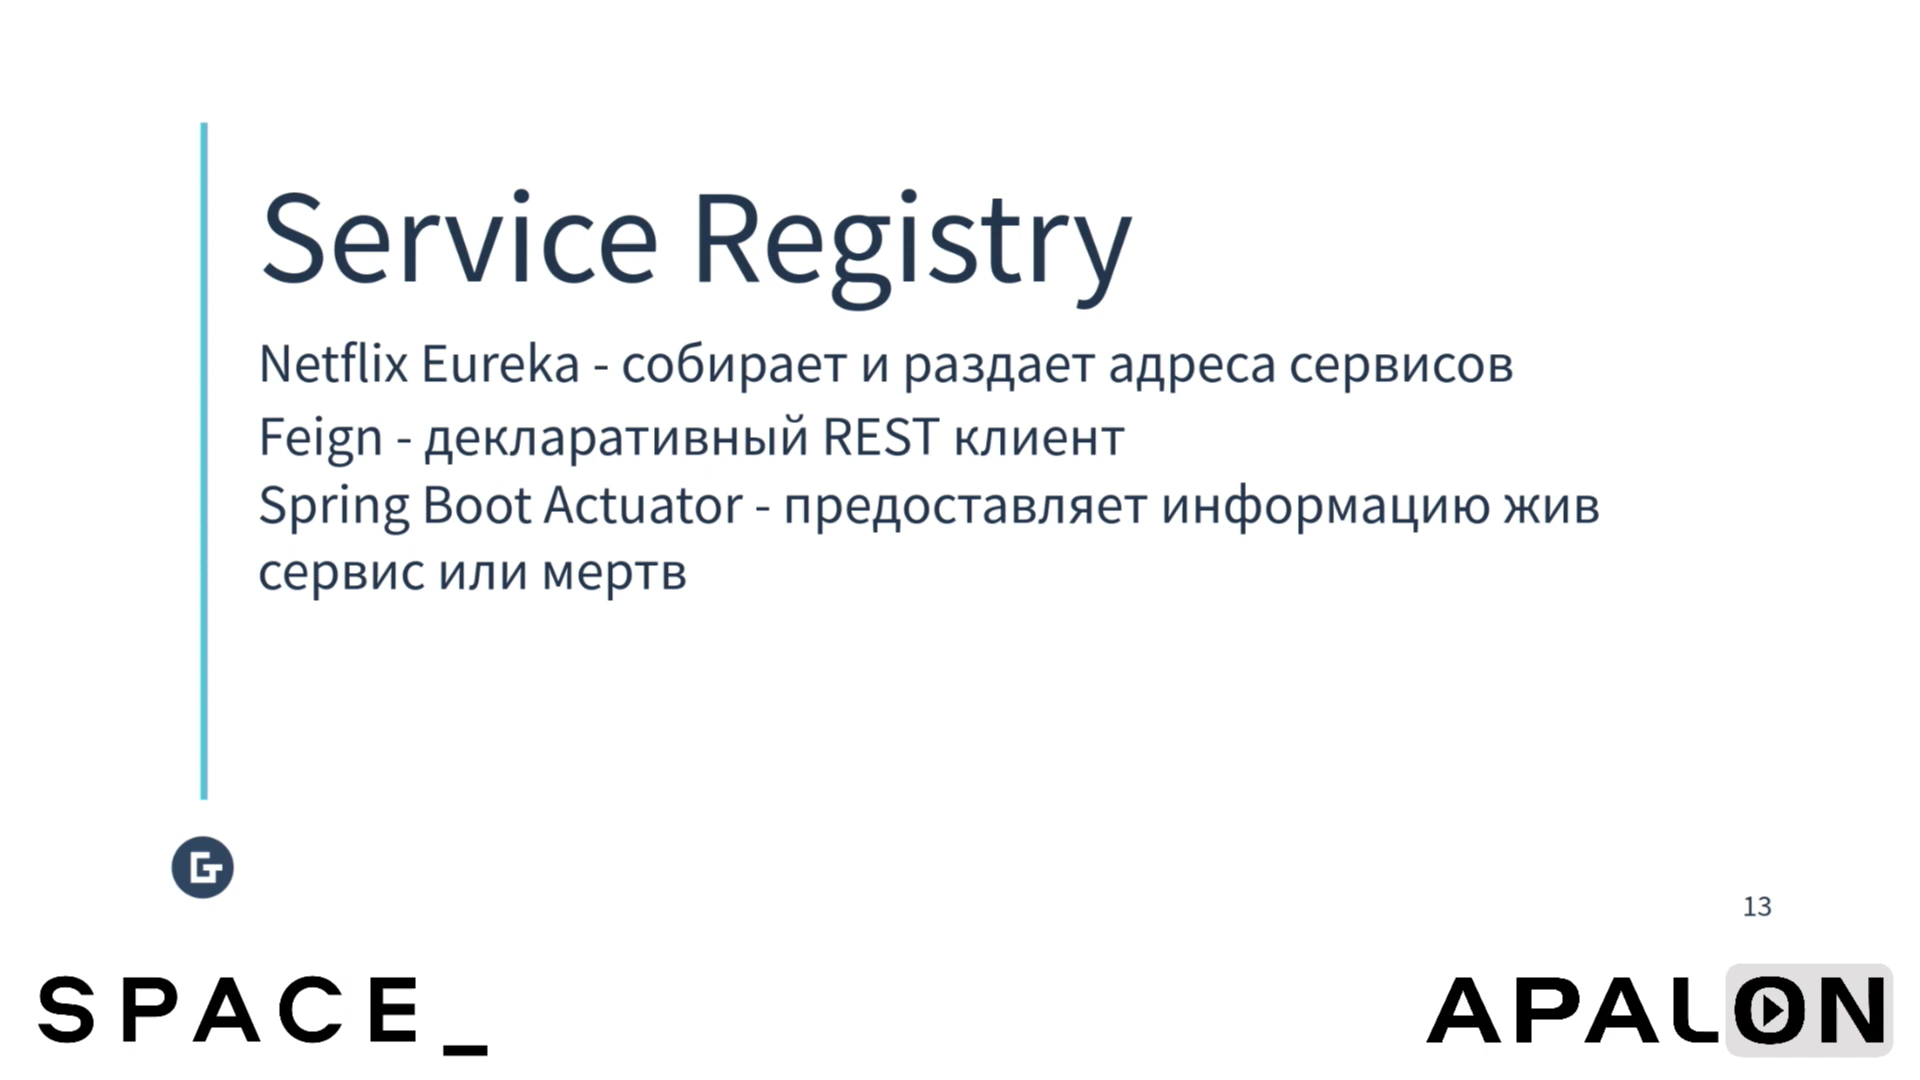 Service Registry
Netflix Eureka - собирает и раздает адреса сервисов
Feign - декларативный REST клиент
Spring Boot Actuator - предоставляет информацию жив
сервис или мертв
13
SPACE_
APALON